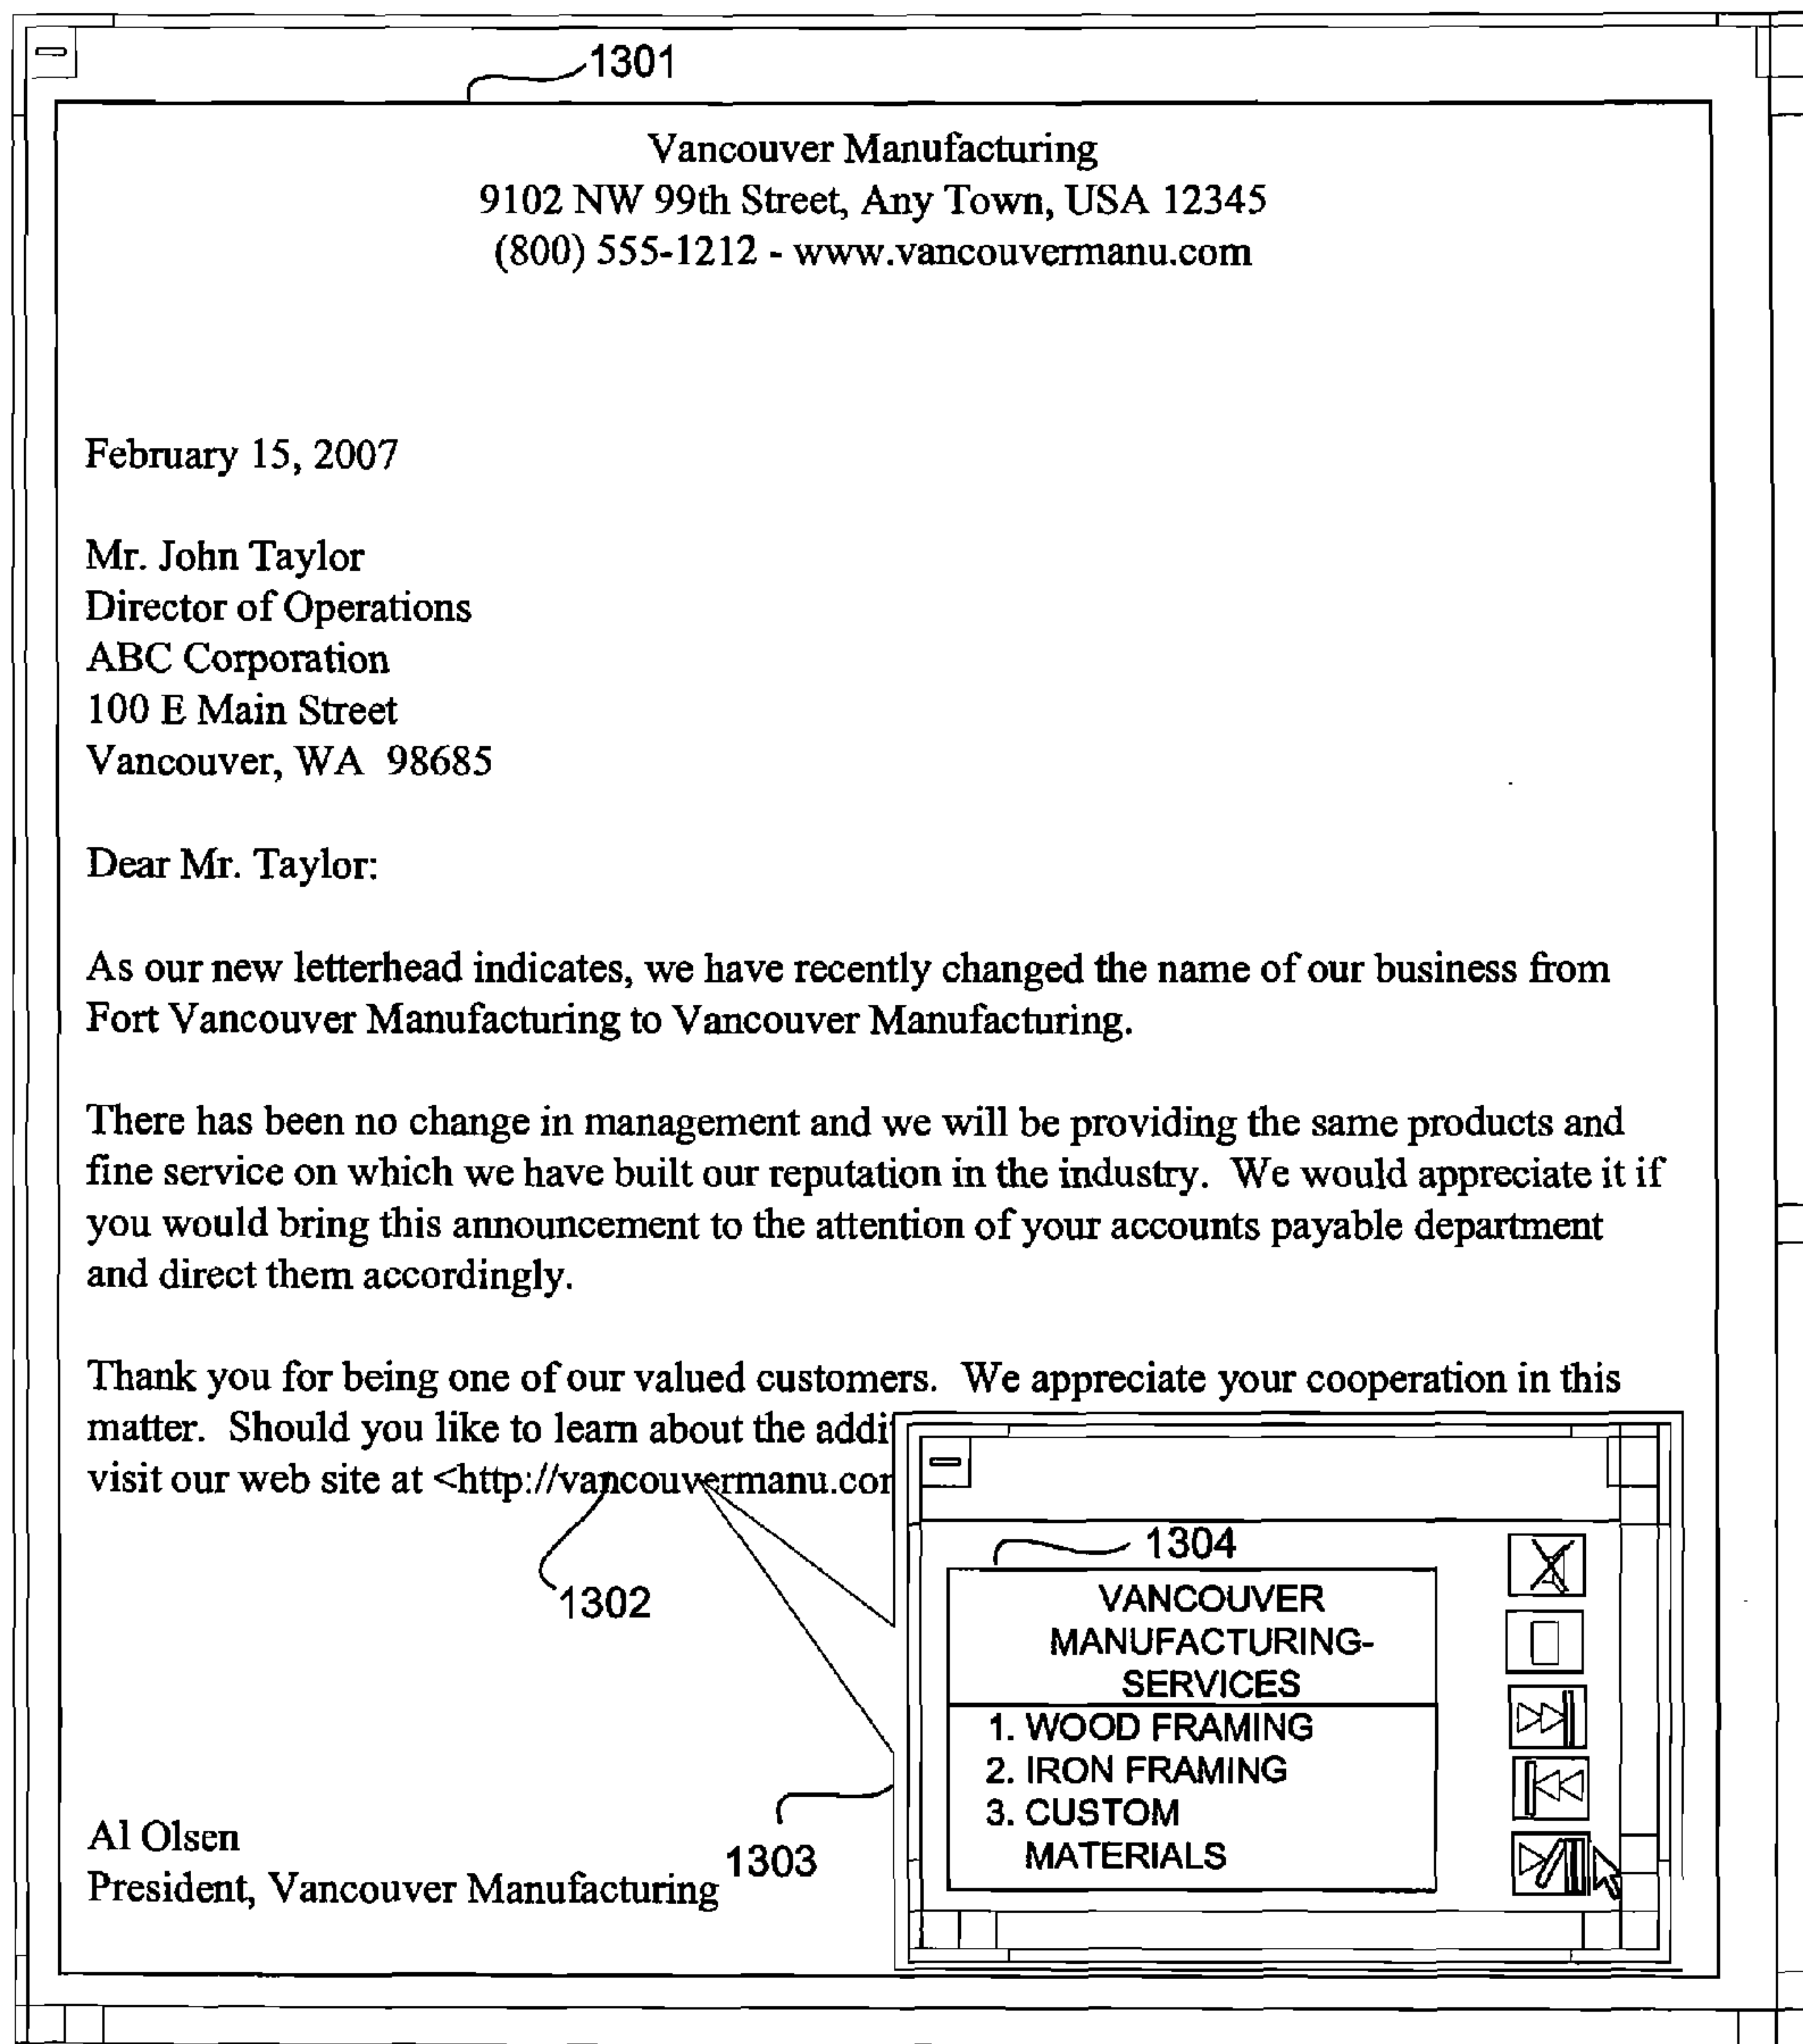 1301
Vancouver Manufacturing
9102 NW 99th Street, Any Town, USA 12345
(800) 555-1212 - www.vancouvermanu.com
February 15, 2007
Mr. John Taylor
Director of Operations
ABC Corporation
100 E Main Street
Vancouver, WA 98685
Dear Mr. Taylor:
As our new letterhead indicates, we have recently changed the name of our business from
Fort Vancouver Manufacturing to Vancouver Manufacturing.
There has been no change in management and we will be providing the same products and
fine service on which we have built our reputation in the industry. We would appreciate it if
you would bring this announcement to the attention of your accounts payable department
and direct them accordingly.
Thank you for being one of our valued customers. We appreciate your cooperation in this
matter. Should you like to learn about the addi
visit our web site at <http://vancouvermanu.cor
1302
1304
VANCOUVER
MANUFACTURING-
SERVICES
1. WOOD FRAMING
2. IRON FRAMING
3. CUSTOM
MATERIALS
1303
Al Olsen
President, Vancouver Manufacturing